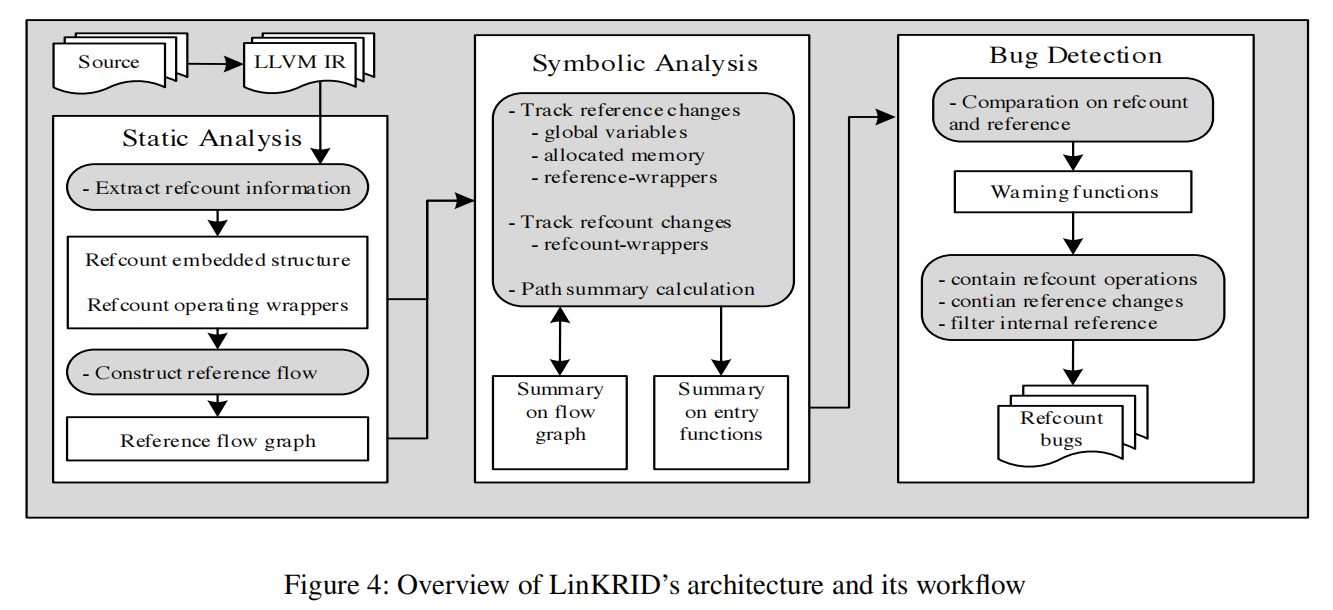 Source
LLVM IR
Static Analysis
- Extract refcount information
Refcount embedded structure
Refcount operating wrappers
- Construct reference flow
Reference flow graph
Symbolic Analysis
- Track reference changes
- global variables
- allocated memory
- reference-wrappers
- Track refcount changes
- refcount-wrappers
- Path summary calculation
Summary
on flow
graph
Summary
on entry
functions
Bug Detection
- Comparation on refcount
and reference
Warning functions
- contain refcount operations
- contian reference changes
- filter internal reference
Refcount
bugs
Figure 4: Overview of LinKRID's architecture and its workflow